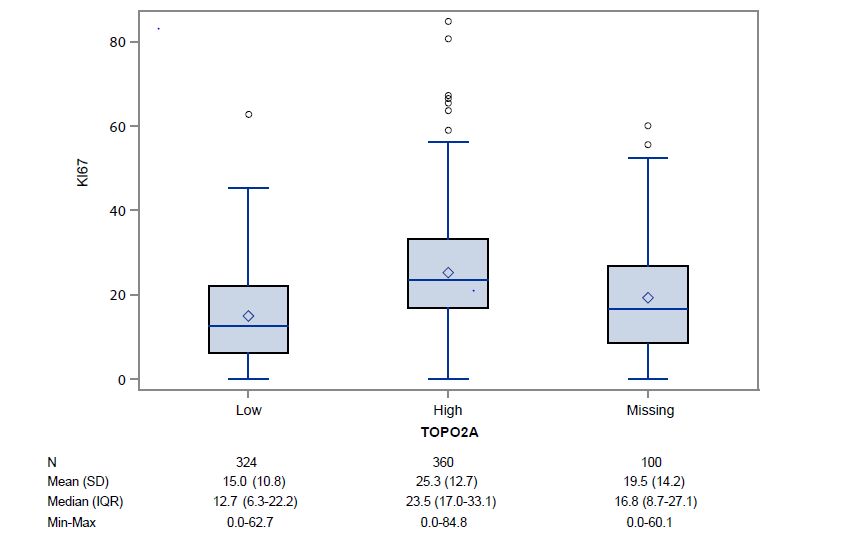 80
60
KI67
40
20
0
Low High Missing
TOPO2A
N 324 360 100
Mean (SD) 15.0 (10.8) 25.3 (12.7) 19.5 (14.2)
Median (IQR) 12.7 (6.3-22.2) 23.5 (17.0-33.1) 16.8 (8.7-27.1)
Min-Max 0.0-62.7 0.0-84.8 0.0-60.1